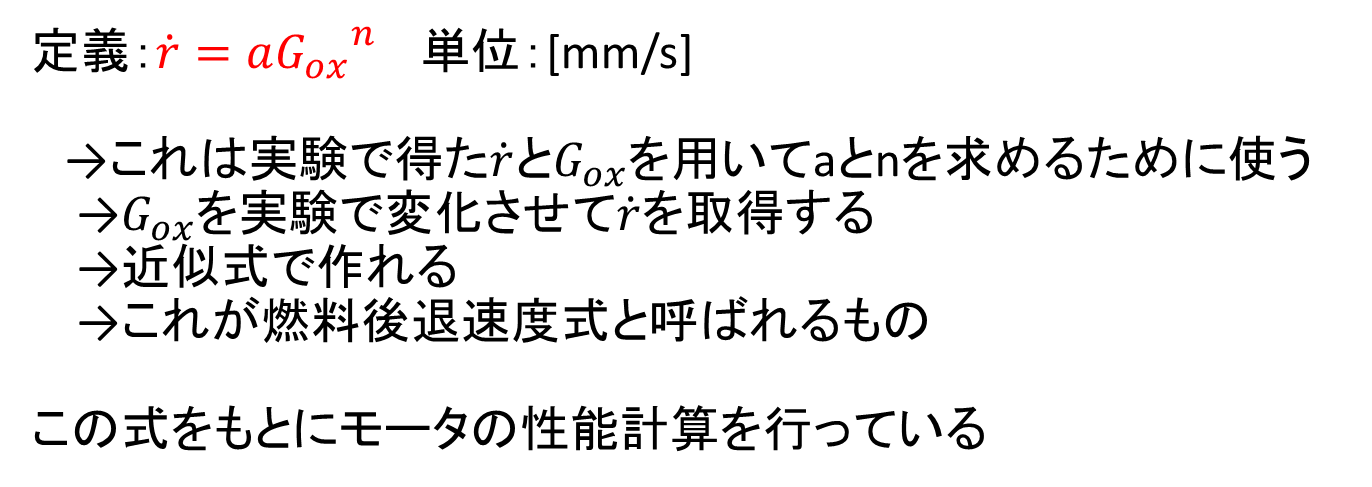 定義:ṙ = aGₒₓⁿ 単位:[mm/s]
→これは実験で得たṙとGₒₓを用いてaとnを求めるために使う
→Gₒₓを実験で変化させてṙを取得する
→近似式で作れる
→これが燃料後退速度式と呼ばれるもの
この式をもとにモータの性能計算を行っている